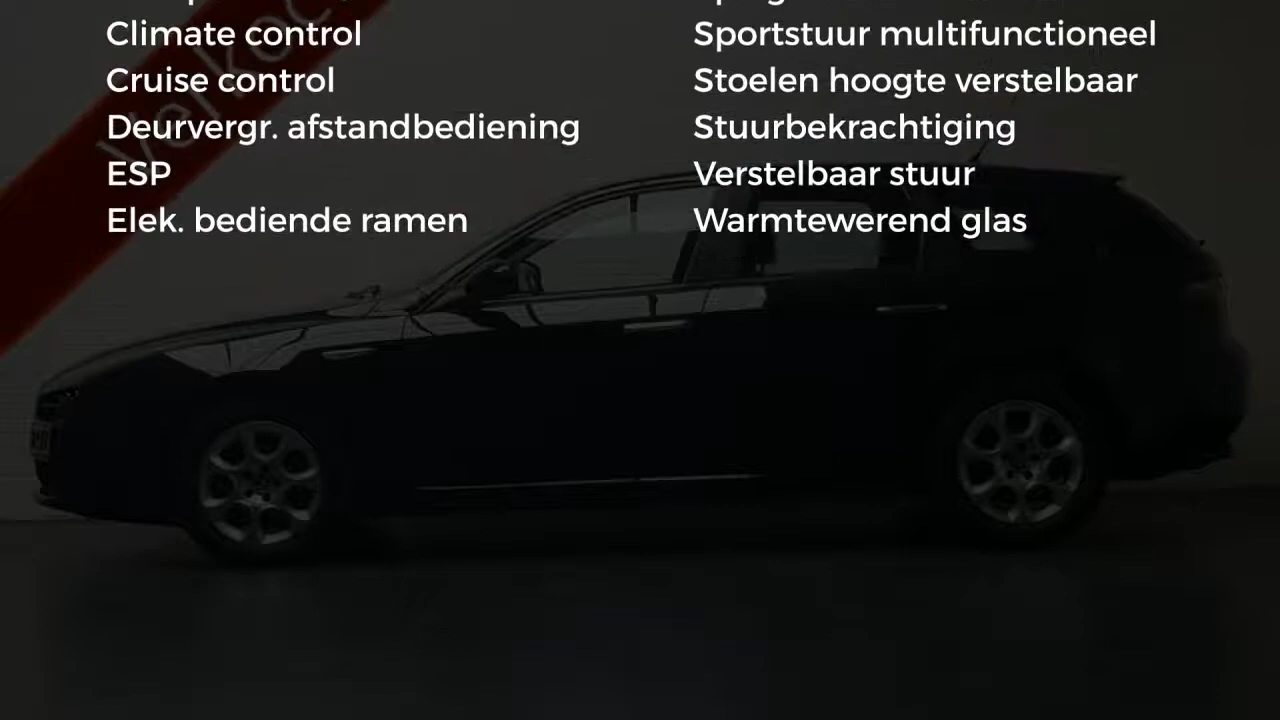 Climate control
Cruise control
Deurvergr. afstandbediening
ESP
Elek. bediende ramen
Sportstuur multifunctioneel
Stoelen hoogte verstelbaar
Stuurbekrachtiging
Verstelbaar stuur
Warmtewerend glas